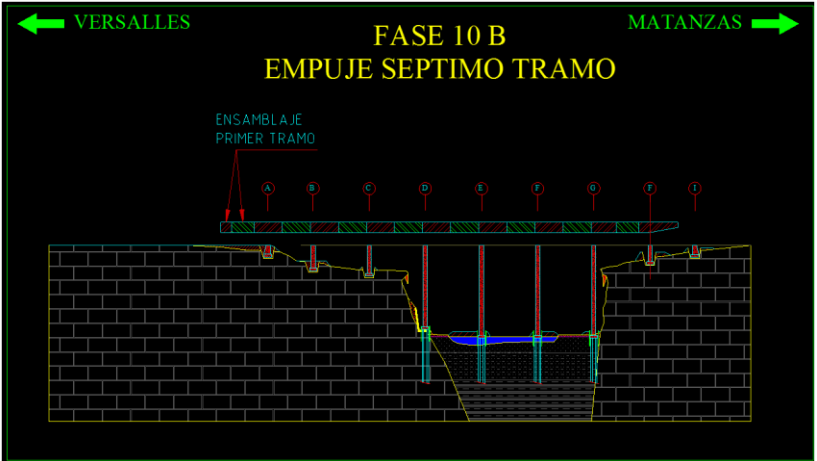 VERSALLES
MATANZAS
FASE 10 B
EMPUJE SEPTIMO TRAMO
ENSAMBLAJE
PRIMER TRAMO
A B C D E F G F I